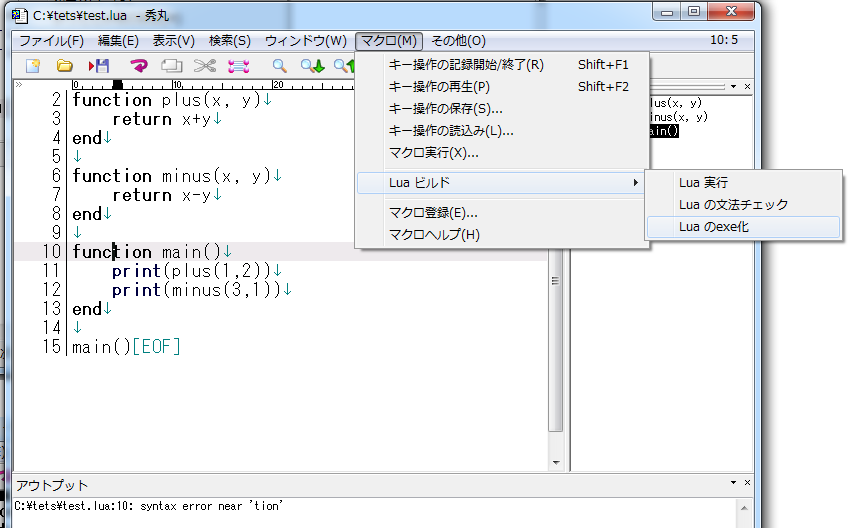 C:¥tets¥test.lua - 秀丸
ファイル(F) 編集(E) 表示(V) 検索(S) ウィンドウ(W) マクロ(M) その他(O) 10:5
キー操作の記録開始/終了(R) Shift+F1
キー操作の再生(P) Shift+F2
キー操作の保存(S)...
キー操作の読込み(L)...
マクロ実行(X)...
Lua ビルド
マクロ登録(E)...
マクロヘルプ(H)
Lua 実行
Lua の文法チェック
Lua のexe化
0 10 20
2 function plus(x, y)↓
3 return x+y↓
4 end↓
5 ↓
6 function minus(x, y)↓
7 return x-y↓
8 end↓
9 ↓
10 function main()↓
11 print(plus(1,2))↓
12 print(minus(3,1))↓
13 end↓
14 ↓
15 main()[EOF]
lus(x, y)
inus(x, y)
ain()
アウトプット
C:¥tets¥test.lua:10: syntax error near 'tion'